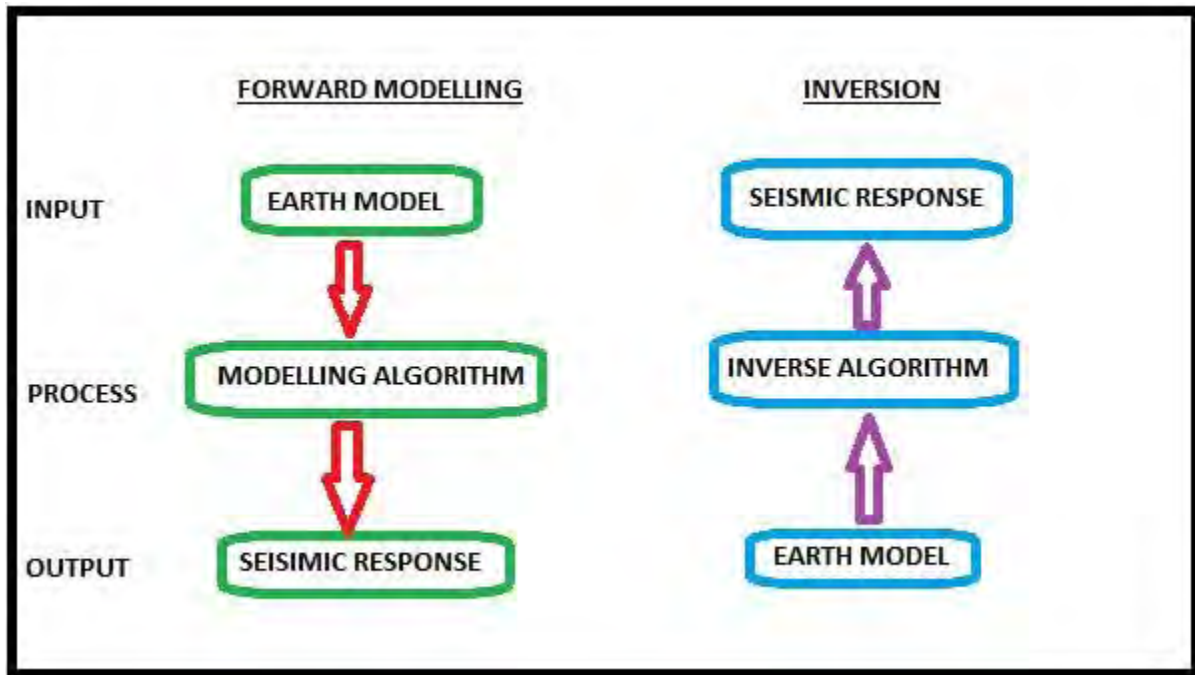 FORWARD MODELLING
INVERSION
INPUT
EARTH MODEL
SEISMIC RESPONSE
PROCESS
MODELLING ALGORITHM
INVERSE ALGORITHM
OUTPUT
SEISIMIC RESPONSE
EARTH MODEL